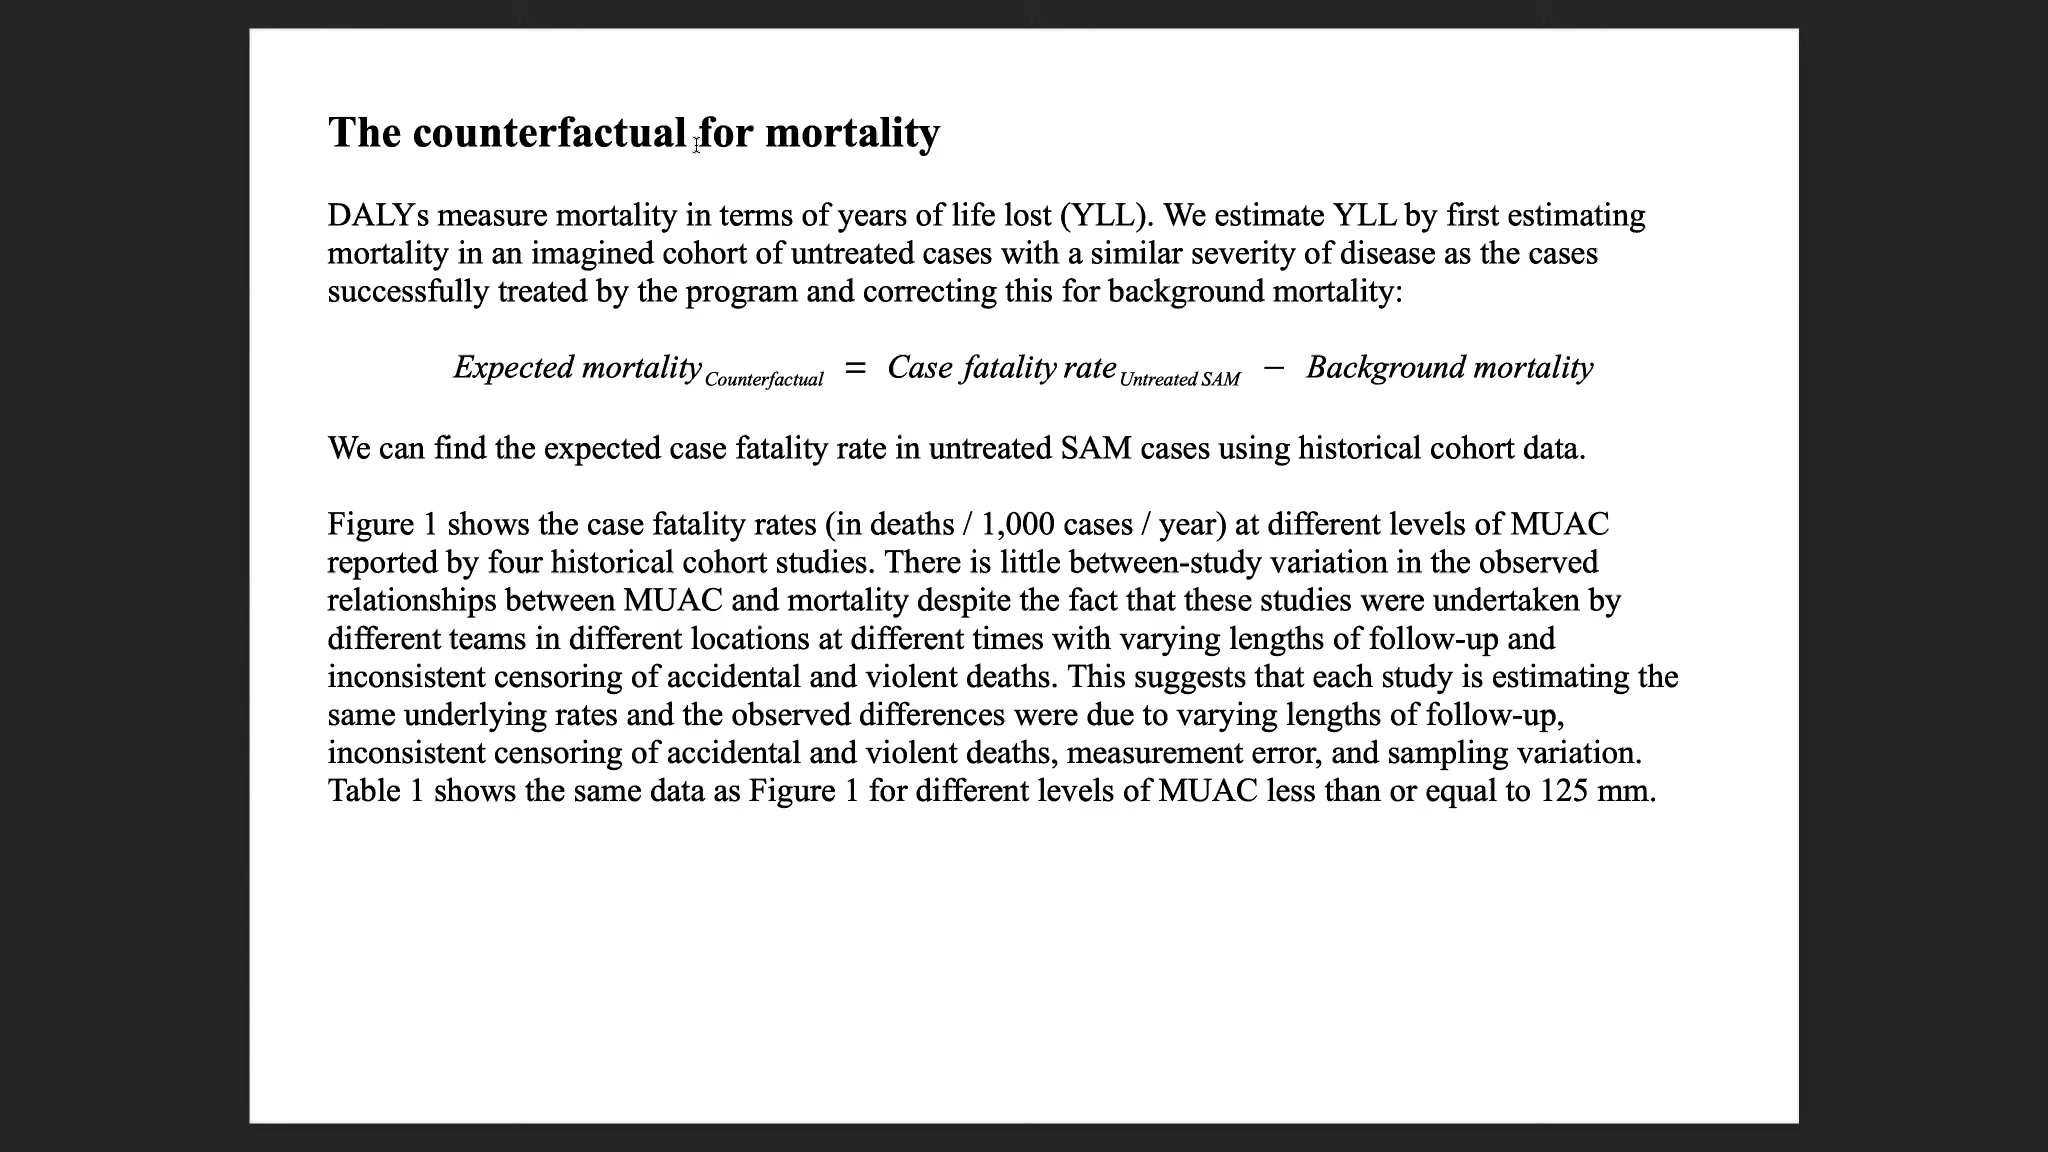 The counterfactual for mortality
DALYs measure mortality in terms of years of life lost (YLL). We estimate YLL by first estimating
mortality in an imagined cohort of untreated cases with a similar severity of disease as the cases
successfully treated by the program and correcting this for background mortality:
Expected mortality Counterfactual = Case fatality rate Untreated SAM − Background mortality
We can find the expected case fatality rate in untreated SAM cases using historical cohort data.
Figure 1 shows the case fatality rates (in deaths / 1,000 cases / year) at different levels of MUAC
reported by four historical cohort studies. There is little between-study variation in the observed
relationships between MUAC and mortality despite the fact that these studies were undertaken by
different teams in different locations at different times with varying lengths of follow-up and
inconsistent censoring of accidental and violent deaths. This suggests that each study is estimating the
same underlying rates and the observed differences were due to varying lengths of follow-up,
inconsistent censoring of accidental and violent deaths, measurement error, and sampling variation.
Table 1 shows the same data as Figure 1 for different levels of MUAC less than or equal to 125 mm.